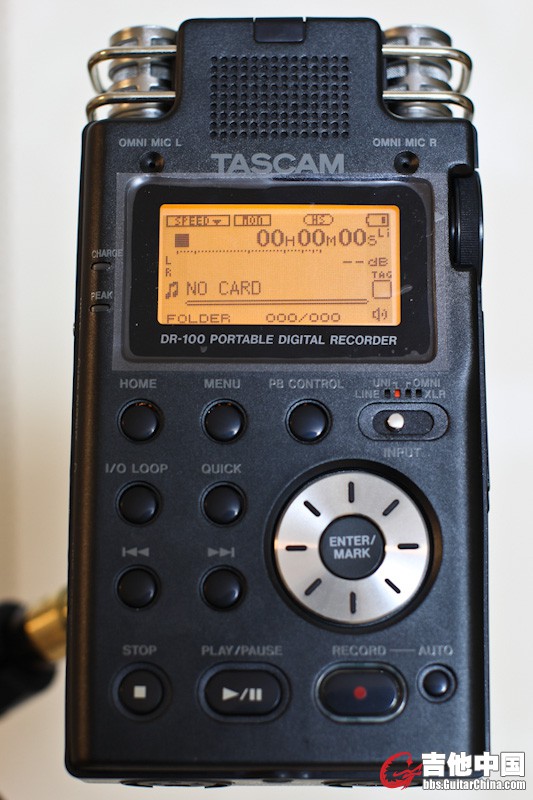 OMNI MIC L
OMNI MIC R
TASCAM
SPEED MON HS
00H00M00S Li
CHARGE
L
R
--dB
TAG
PEAK
NO CARD
FOLDER 000/000
DR-100 PORTABLE DIGITAL RECORDER
HOME MENU PB CONTROL
UNI OMNI
LINE XLR
INPUT
I/O LOOP QUICK
ENTER/
MARK
STOP PLAY/PAUSE RECORD AUTO
吉他中国
bbs.GuitarChina.com